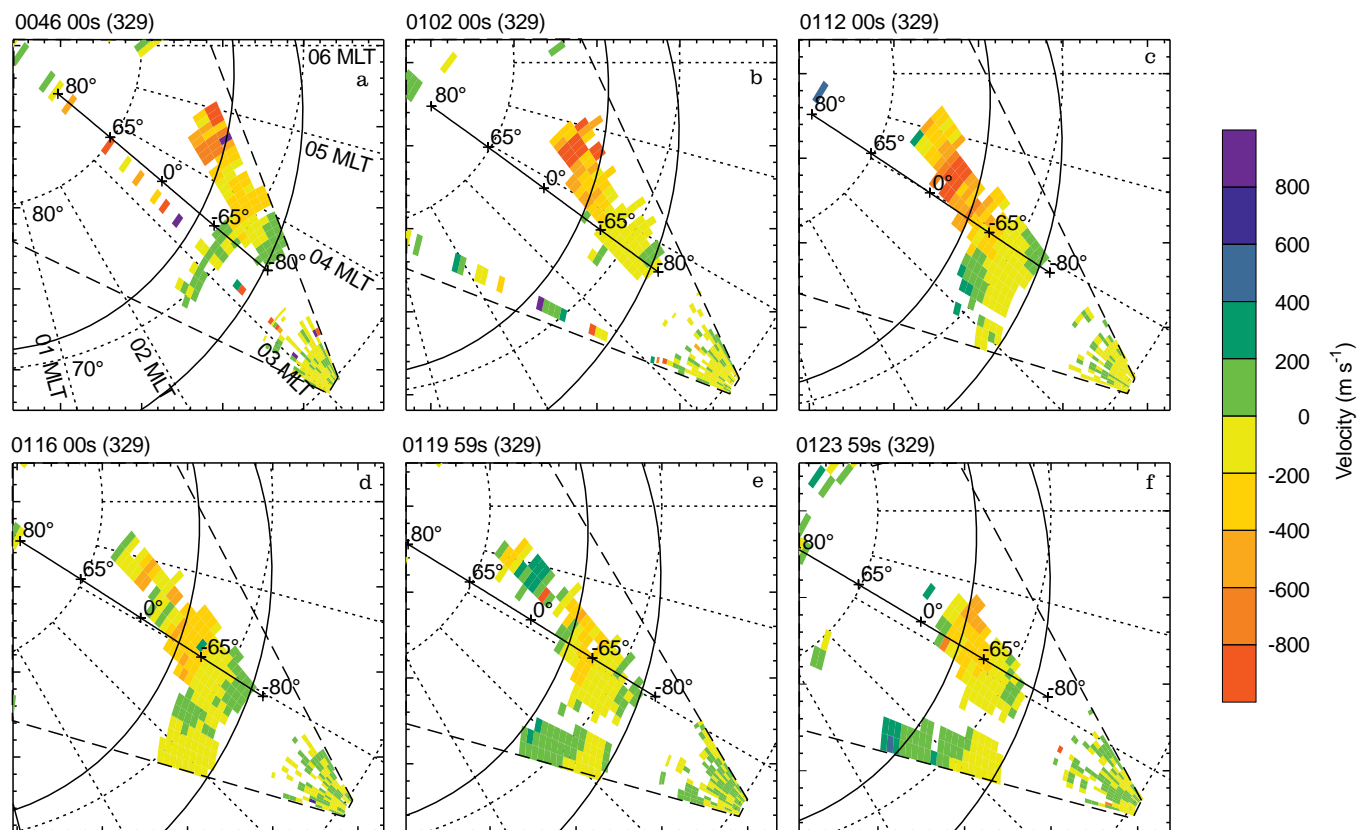 0046 00s (329)
0102 00s (329)
0112 00s (329)
06 MLT
a
b
c
80°
65°
0°
-65°
-80°
05 MLT
04 MLT
03 MLT
02 MLT
01 MLT
80°
70°
80°
65°
0°
-65°
-80°
80°
65°
0°
-65°
-80°
0116 00s (329)
0119 59s (329)
0123 59s (329)
d
e
f
80°
65°
0°
-65°
-80°
80°
65°
0°
-65°
-80°
80°
65°
0°
-65°
-80°
800
600
400
200
0
-200
-400
-600
-800
Velocity (m s⁻¹)